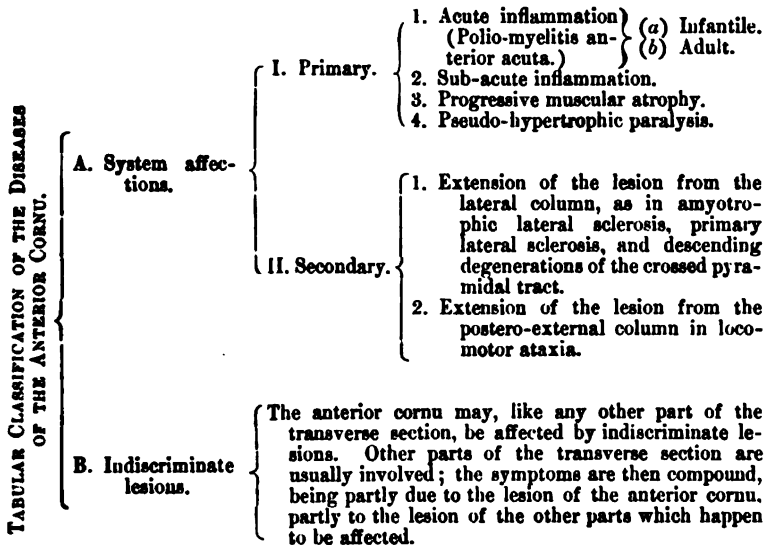 TABULAR CLASSIFICATION OF THE DISEASES
OF THE ANTERIOR CORNU.
A. System affec-
tions.
I. Primary.
1. Acute inflammation
(Polio-myelitis an-
terior acuta.)
(a) Infantile.
(b) Adult.
2. Sub-acute inflammation.
3. Progressive muscular atrophy.
4. Pseudo-hypertrophic paralysis.
II. Secondary.
1. Extension of the lesion from the
lateral column, as in amyotro-
phic lateral sclerosis, primary
lateral sclerosis, and descending
degenerations of the crossed pyra-
midal tract.
2. Extension of the lesion from the
postero-external column in loco-
motor ataxia.
B. Indiscriminate
lesions.
The anterior cornu may, like any other part of the
transverse section, be affected by indiscriminate le-
sions. Other parts of the transverse section are
usually involved; the symptoms are then compound,
being partly due to the lesion of the anterior cornu,
partly to the lesion of the other parts which happen
to be affected.